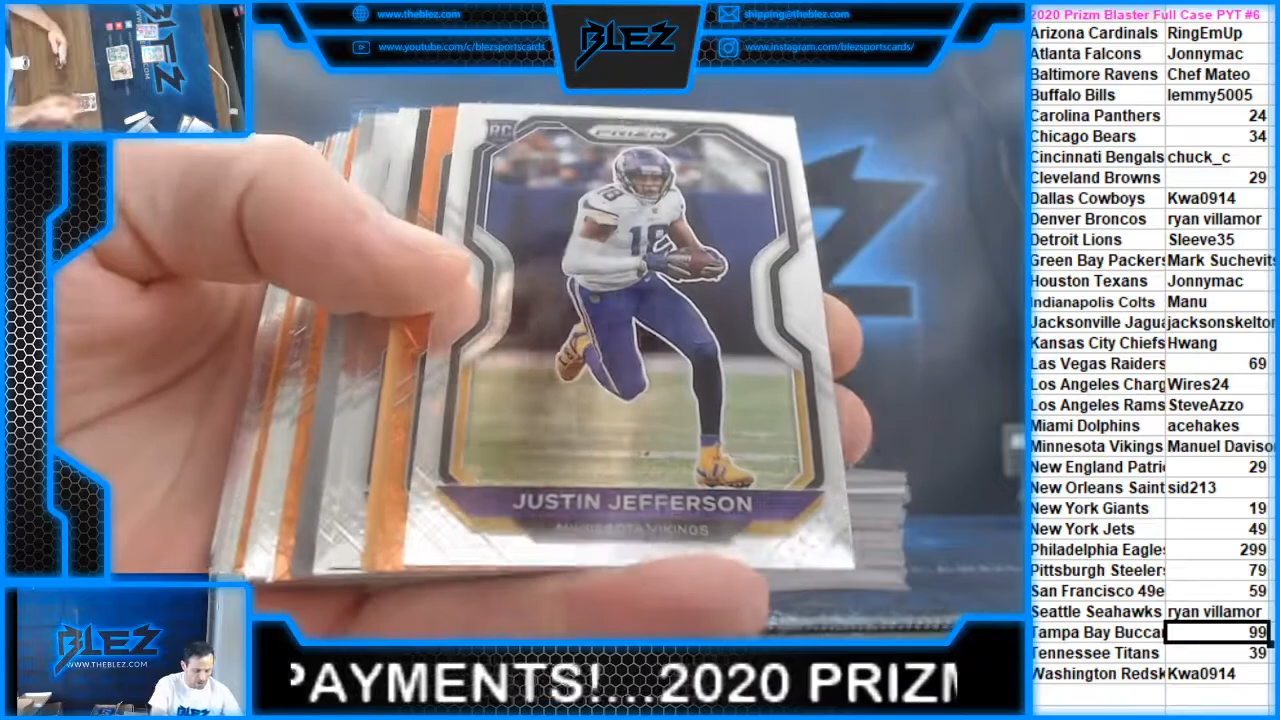 www.theblez.com
shipping@theblez.com
www.youtube.com/c/blezsportscards
www.instagram.com/blezsportscards/
BLEZ
RC
PRIZM
18
18
JUSTIN JEFFERSON
MINNESOTA VIKINGS
BLEZ
WWW.THEBLEZ.COM
PAYMENTS!...2020 PRIZM
2020 Prizm Blaster Full Case PYT #6
Arizona Cardinals RingEmUp
Atlanta Falcons Jonnymac
Baltimore Ravens Chef Mateo
Buffalo Bills lemmy5005
Carolina Panthers 24
Chicago Bears 34
Cincinnati Bengals chuck_c
Cleveland Browns 29
Dallas Cowboys Kwa0914
Denver Broncos ryan villamor
Detroit Lions Sleeve35
Green Bay Packers Mark Suchevits
Houston Texans Jonnymac
Indianapolis Colts Manu
Jacksonville Jagua jacksonskelton
Kansas City Chiefs Hwang
Las Vegas Raiders 69
Los Angeles Charg Wires24
Los Angeles Rams SteveAzzo
Miami Dolphins acehakes
Minnesota Vikings Manuel Daviso
New England Patri 29
New Orleans Saint sid213
New York Giants 19
New York Jets 49
Philadelphia Eagles 299
Pittsburgh Steelers 79
San Francisco 49e 59
Seattle Seahawks ryan villamor
Tampa Bay Bucca 99
Tennessee Titans 39
Washington Redsk Kwa0914